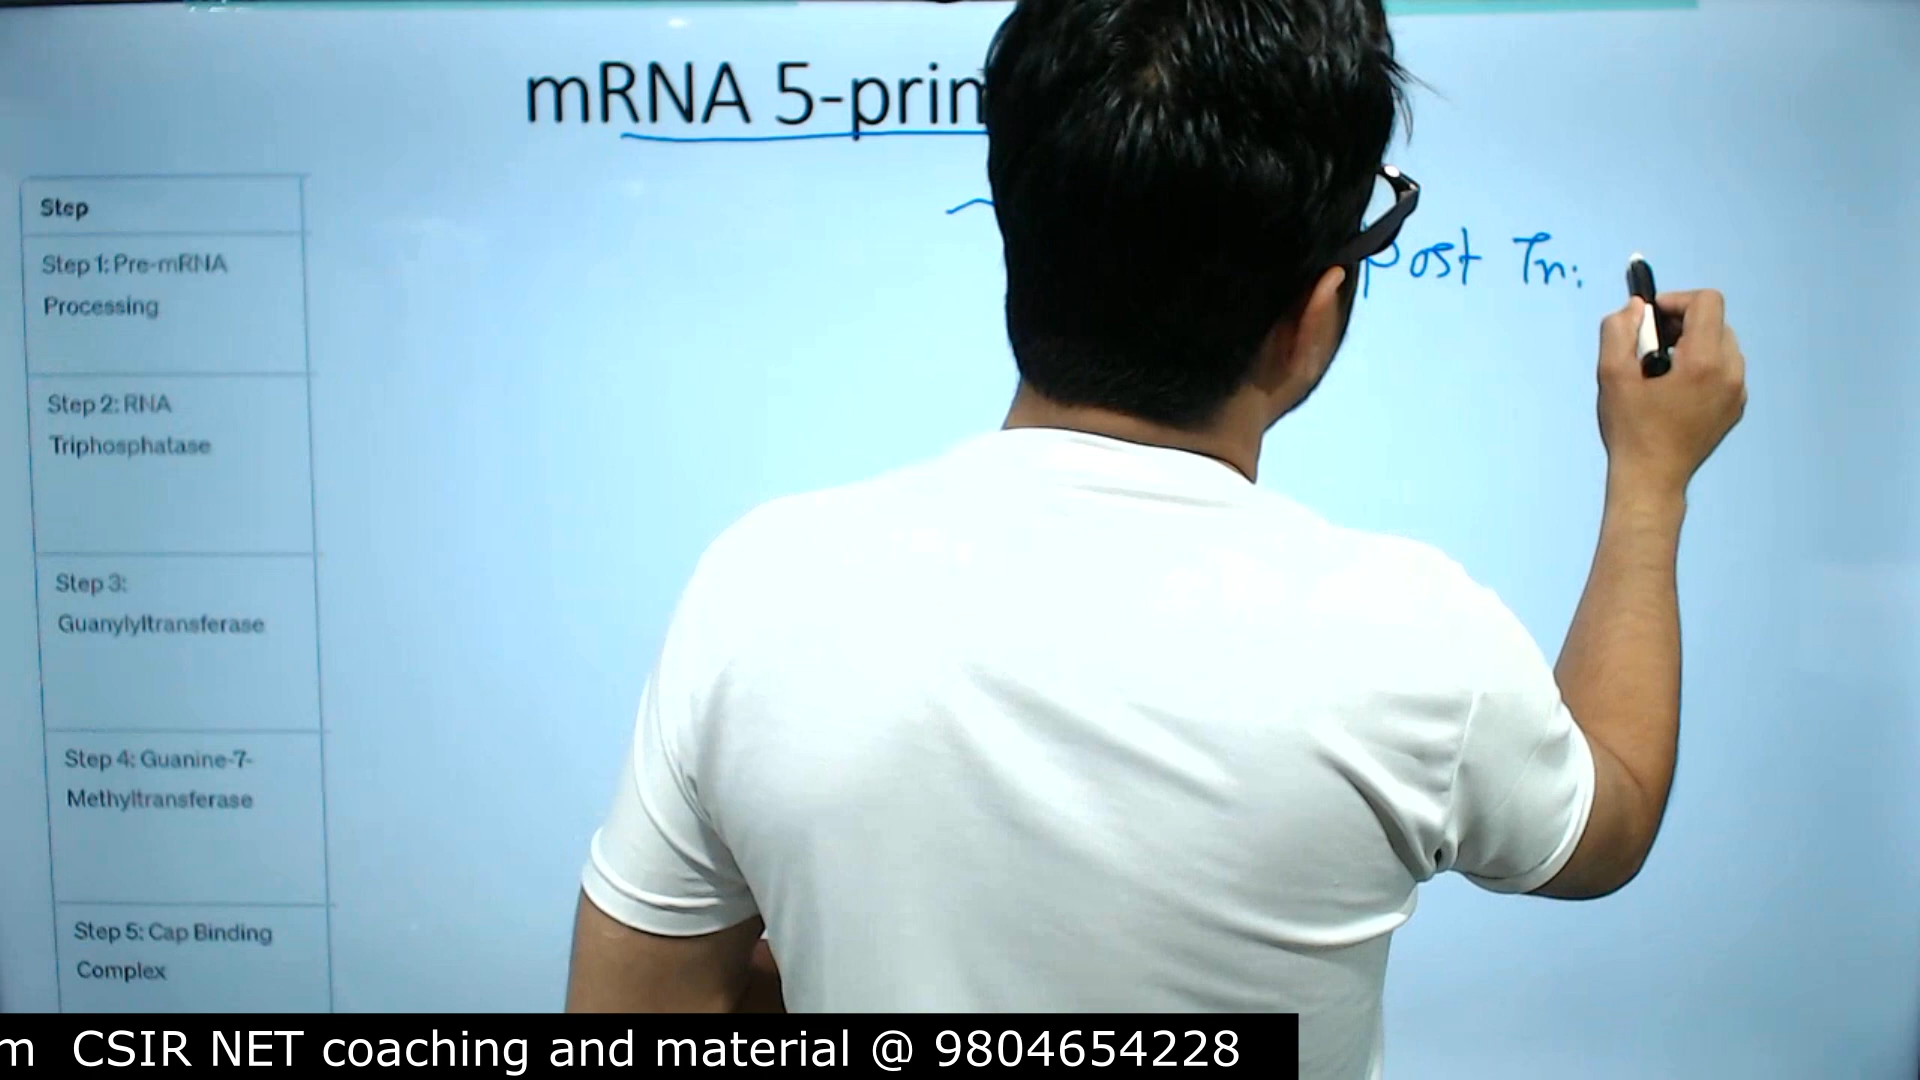 mRNA 5-prim
Post Tr:
Step
Step 1: Pre-mRNA
Processing
Step 2: RNA
Triphosphatase
Step 3:
Guanylyltransferase
Step 4: Guanine-7-
Methyltransferase
Step 5: Cap Binding
Complex
m CSIR NET coaching and material @ 9804654228